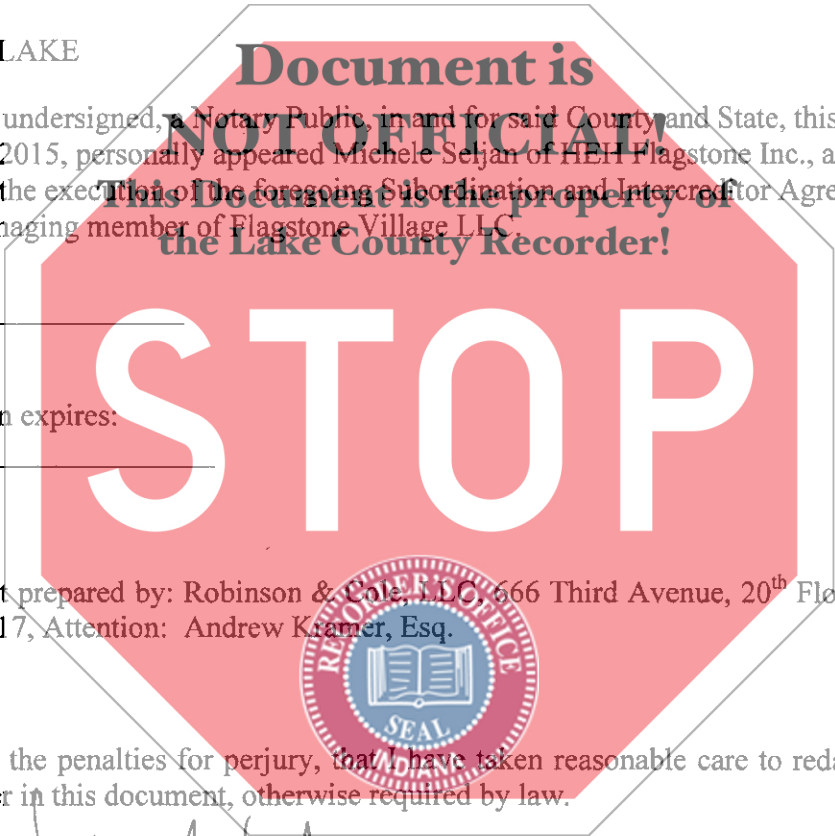 LAKE
Document is
undersigned, a Notary Public, in and for said County and State, this
NOT OFFICIAL!
2015, personally appeared Michele Seljan of HEH Flagstone Inc., a
the execution of the foregoing Subordination and Intercreditor Agre
This Document is the property of
naging member of Flagstone Village LLC.
the Lake County Recorder!
STOP
n expires:
t prepared by: Robinson & Cole, LLC, 666 Third Avenue, 20th Flo
17, Attention: Andrew Kramer, Esq.
RECORDER'S OFFICE
SEAL
INDIANA
the penalties for perjury, that I have taken reasonable care to reda
r in this document, otherwise required by law.